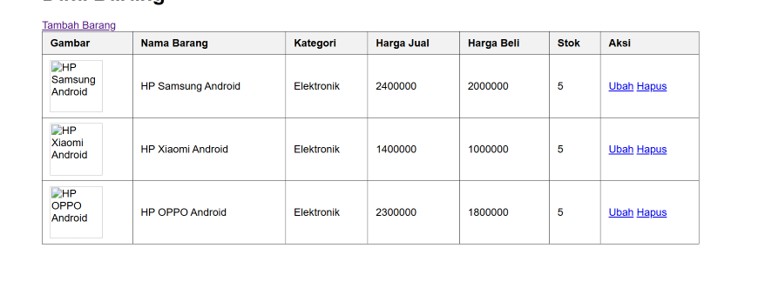 Tambah Barang
Gambar Nama Barang Kategori Harga Jual Harga Beli Stok Aksi
HP
Samsung
Android
HP Samsung Android Elektronik 2400000 2000000 5 Ubah Hapus
HP
Xiaomi
Android
HP Xiaomi Android Elektronik 1400000 1000000 5 Ubah Hapus
HP
OPPO
Android
HP OPPO Android Elektronik 2300000 1800000 5 Ubah Hapus